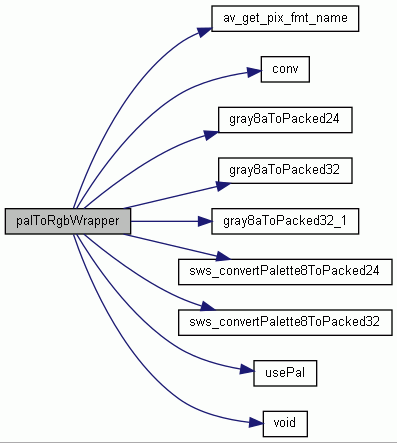 av_get_pix_fmt_name
conv
gray8aToPacked24
gray8aToPacked32
palToRgbWrapper
gray8aToPacked32_1
sws_convertPalette8ToPacked24
sws_convertPalette8ToPacked32
usePal
void